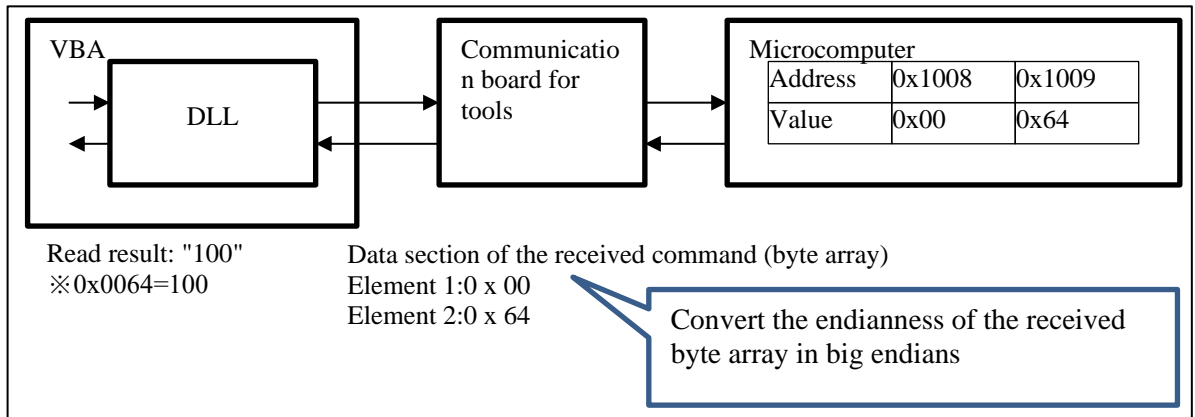 VBA
DLL
Communicatio
n board for
tools
Microcomputer
Address 0x1008 0x1009
Value 0x00 0x64
Read result: "100"
※0x0064=100
Data section of the received command (byte array)
Element 1:0 x 00
Element 2:0 x 64
Convert the endianness of the received
byte array in big endians